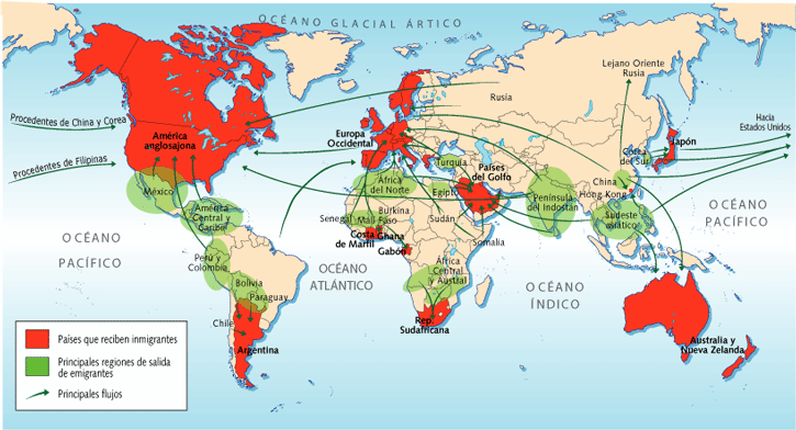 OCÉANO GLACIAL ÁRTICO
Lejano Oriente
Rusia
Rusia
Procedentes de China y Corea
Hacia
Estados Unidos
América
anglosajona
Europa
Occidental
Corea
del Sur
Japón
Procedentes de Filipinas
Turquía
Países
del Golfo
China
Hong Kong
México
África
del Norte
Egipto
Península
del Indostán
América
Central y
Caribe
Senegal
Malí
Burkina
Faso
Sudán
Sudeste
asiático
OCÉANO
PACÍFICO
OCÉANO
PACÍFICO
Costa
de Marfil
Ghana
Somalia
Gabón
Perú y
Colombia
OCÉANO
ATLÁNTICO
África
Central
y Austral
OCÉANO
ÍNDICO
Bolivia
Paraguay
Chile
Argentina
Rep.
Sudafricana
Australia y
Nueva Zelanda
Países que reciben inmigrantes
Principales regiones de salida
de emigrantes
Principales flujos